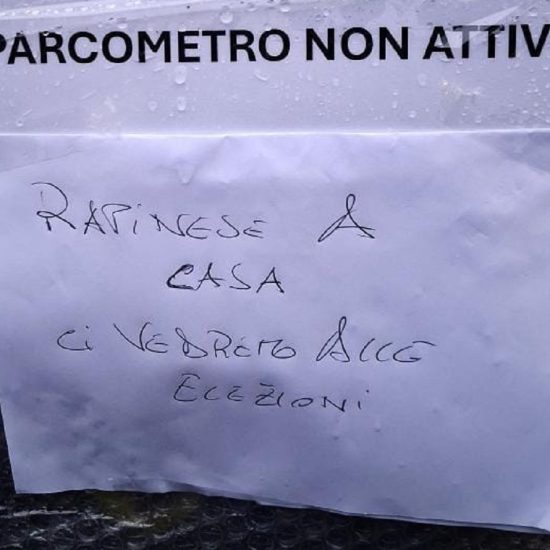 PARCOMETRO NON ATTIV
RAPINESE A
CASA
Ci VEDREMO ALLE
ELEZIONi